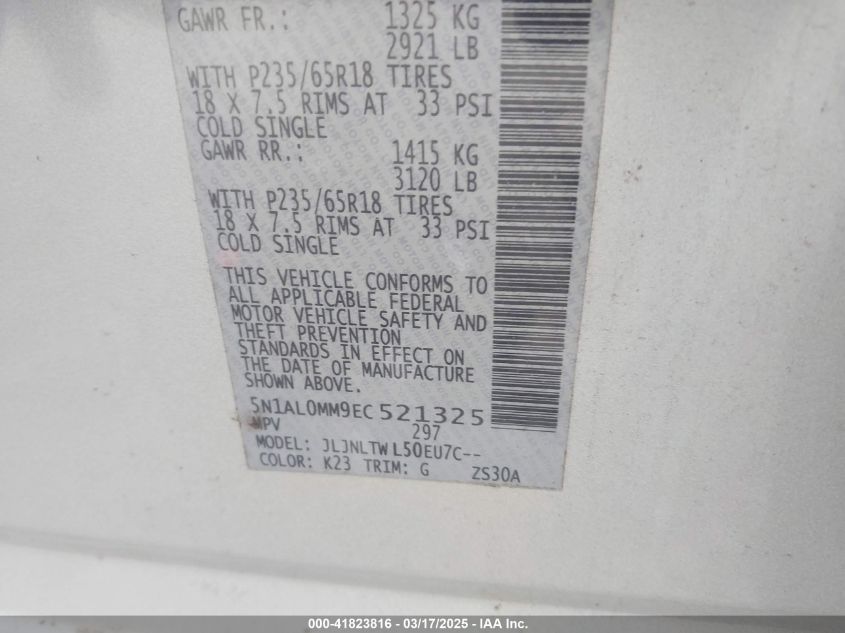 GAWR FR.: 1325 KG
2921 LB
WITH P235/65R18 TIRES
18 X 7.5 RIMS AT 33 PSI
COLD SINGLE
GAWR RR.: 1415 KG
3120 LB
WITH P235/65R18 TIRES
18 X 7.5 RIMS AT 33 PSI
COLD SINGLE
THIS VEHICLE CONFORMS TO
ALL APPLICABLE FEDERAL
MOTOR VEHICLE SAFETY AND
THEFT PREVENTION
STANDARDS IN EFFECT ON
THE DATE OF MANUFACTURE
SHOWN ABOVE.
5N1AL0MM9EC521325
MPV 297
MODEL: JLJNLTWL50EU7C--
COLOR: K23 TRIM: G ZS30A
000-41823816 - 03/17/2025 - IAA Inc.